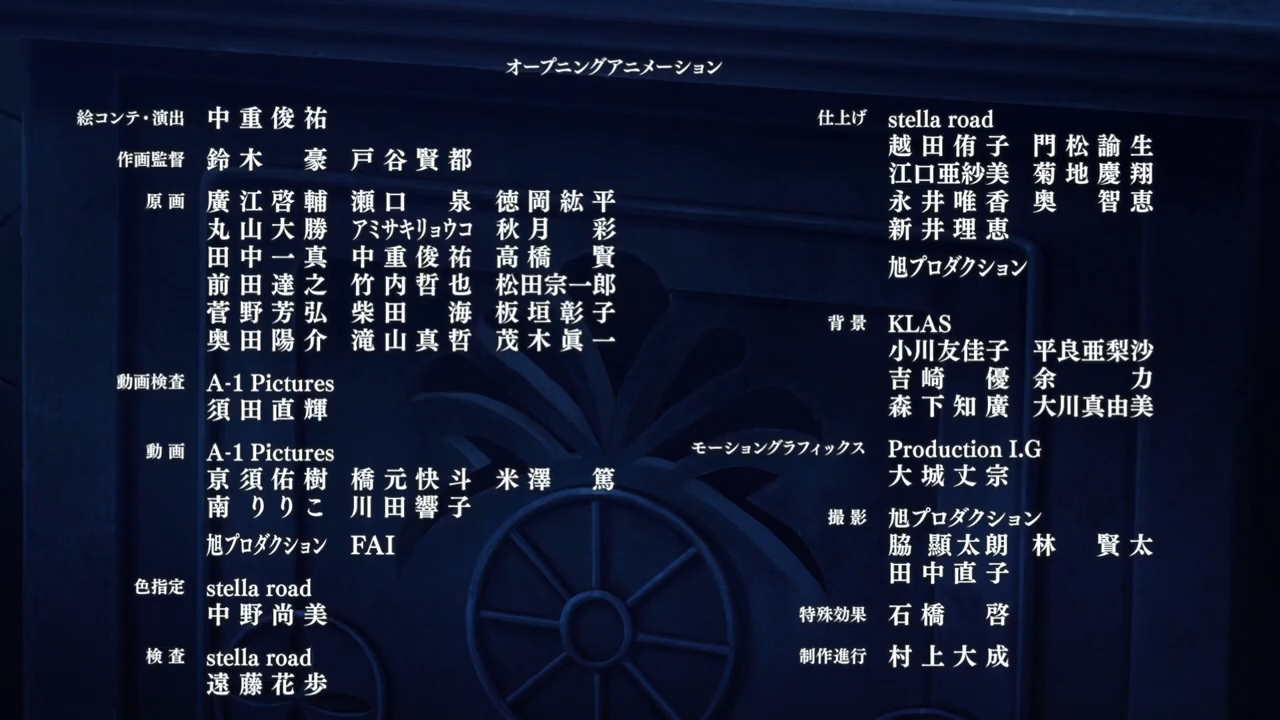 オープニングアニメーション
絵コンテ・演出 中重俊祐
作画監督 鈴木 豪 戸谷賢都
原画 廣江啓輔 瀬口 泉 徳岡紘平
丸山大勝 アミサキリョウコ 秋月 彩
田中一真 中重俊祐 高橋 賢
前田達之 竹内哲也 松田宗一郎
菅野芳弘 柴田 海 板垣彰子
奥田陽介 滝山真哲 茂木眞一
動画検査 A-1 Pictures
須田直輝
動画 A-1 Pictures
亰須佑樹 橋元快斗 米澤 篤
南りりこ 川田響子
旭プロダクション FAI
色指定 stella road
中野尚美
検査 stella road
遠藤花歩
仕上げ stella road
越田侑子 門松諭生
江口亜紗美 菊地慶翔
永井唯香 奥 智恵
新井理恵
旭プロダクション
背景 KLAS
小川友佳子 平良亜梨沙
吉崎 優 余 力
森下知廣 大川真由美
モーショングラフィックス Production I.G
大城丈宗
撮影 旭プロダクション
脇 顯太朗 林 賢太
田中直子
特殊効果 石橋 啓
制作進行 村上大成